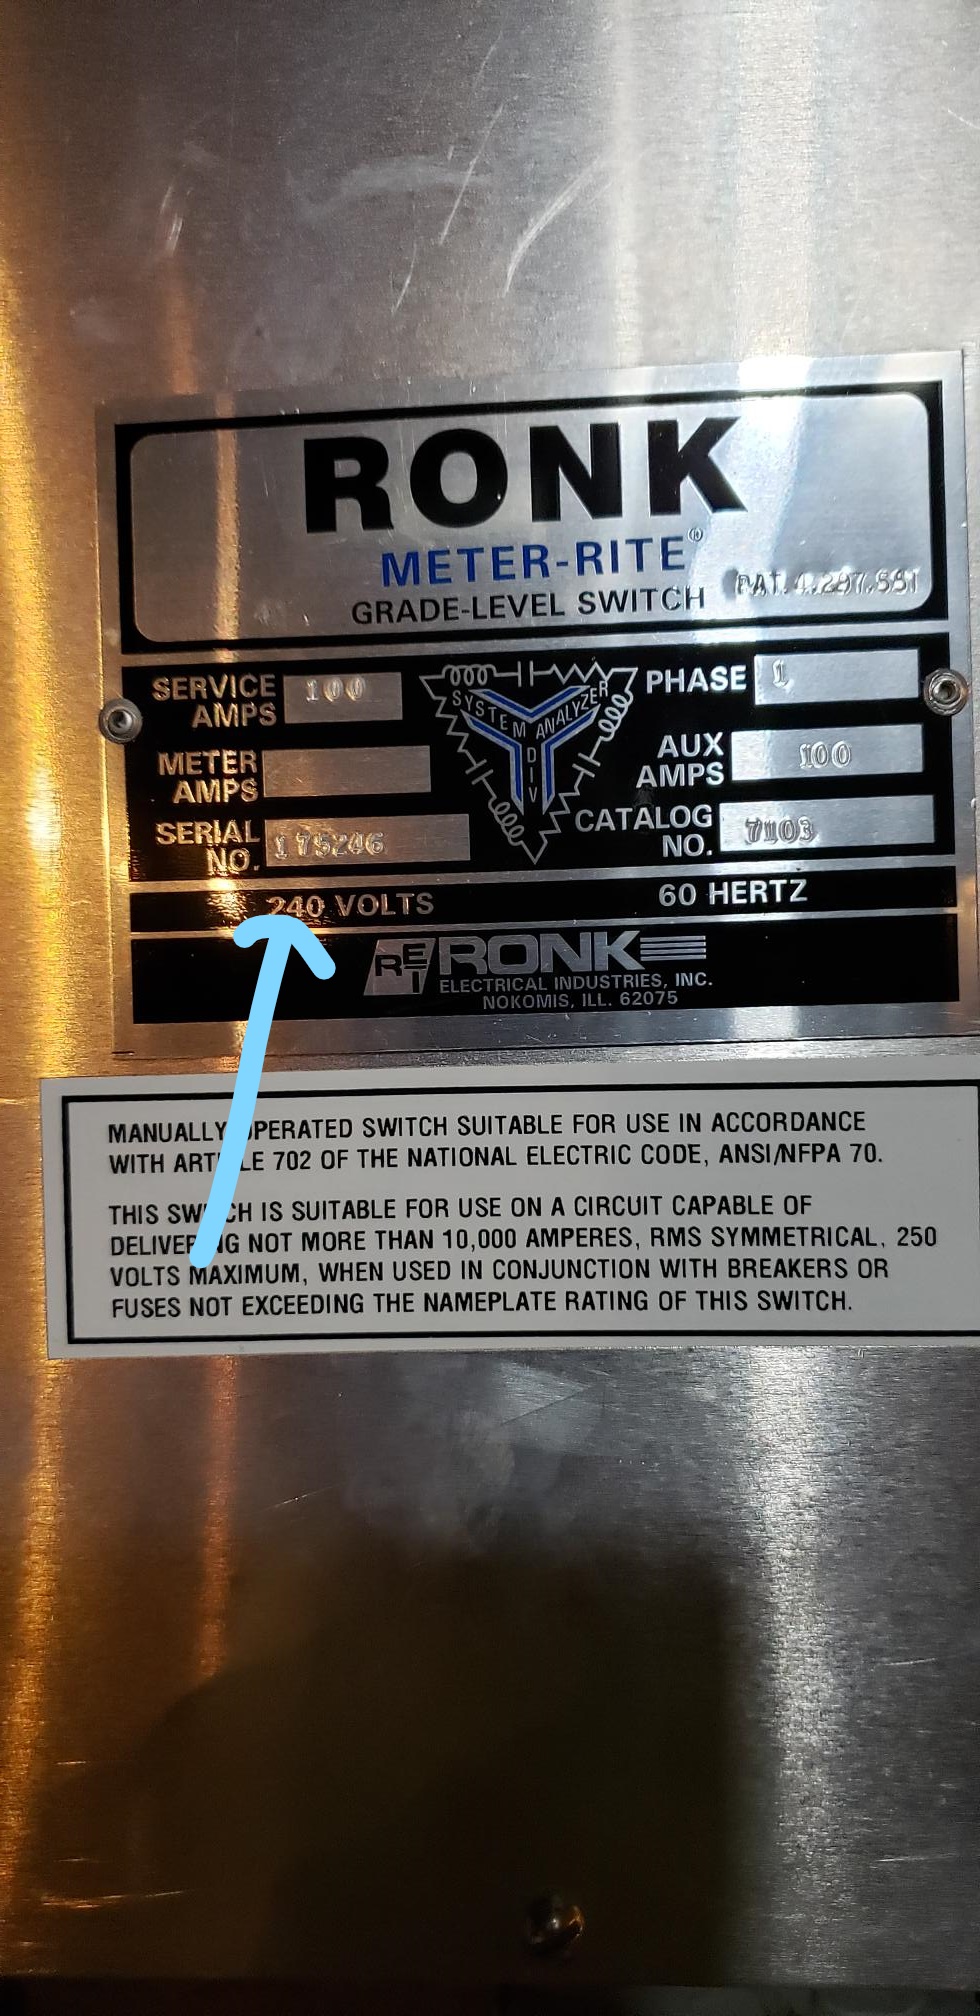 RONK
METER-RITE®
GRADE-LEVEL SWITCH PAT. 4,297,551
SERVICE AMPS 100
PHASE 1
METER AMPS
AUX AMPS 100
SERIAL NO. 175246
CATALOG NO. 7103
SYSTEM ANALYZER DIV
240 VOLTS 60 HERTZ
REI RONK
ELECTRICAL INDUSTRIES, INC.
NOKOMIS, ILL. 62075
MANUALLY OPERATED SWITCH SUITABLE FOR USE IN ACCORDANCE
WITH ARTICLE 702 OF THE NATIONAL ELECTRIC CODE, ANSI/NFPA 70.
THIS SWITCH IS SUITABLE FOR USE ON A CIRCUIT CAPABLE OF
DELIVERING NOT MORE THAN 10,000 AMPERES, RMS SYMMETRICAL, 250
VOLTS MAXIMUM, WHEN USED IN CONJUNCTION WITH BREAKERS OR
FUSES NOT EXCEEDING THE NAMEPLATE RATING OF THIS SWITCH.